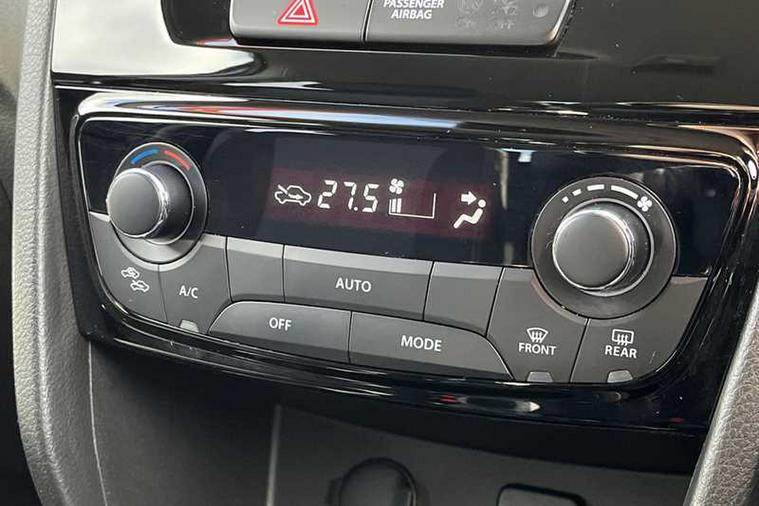 PASSENGER
AIRBAG
27.5
A/C
AUTO
OFF
MODE
FRONT
REAR